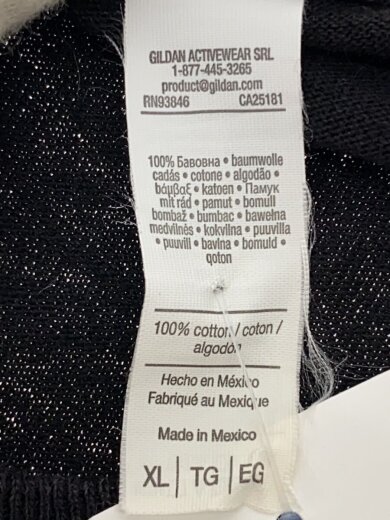 GILDAN ACTIVEWEAR SRL
1-877-445-3265
product@gildan.com
RN93846 CA25181
100% Бавовна • baumwolle
cadás • cotone • algodão •
βάμβαξ • katoen • Памук
mit rád • pamut • bomull
bombaž • bumbac • bawełna
medvilnės • kokvilna • puuvilla
• puuvill • bavlna • bomuld •
qoton
100% cotton / coton /
algodón
Hecho en México
Fabriqué au Mexique
Made in Mexico
XL | TG | EG